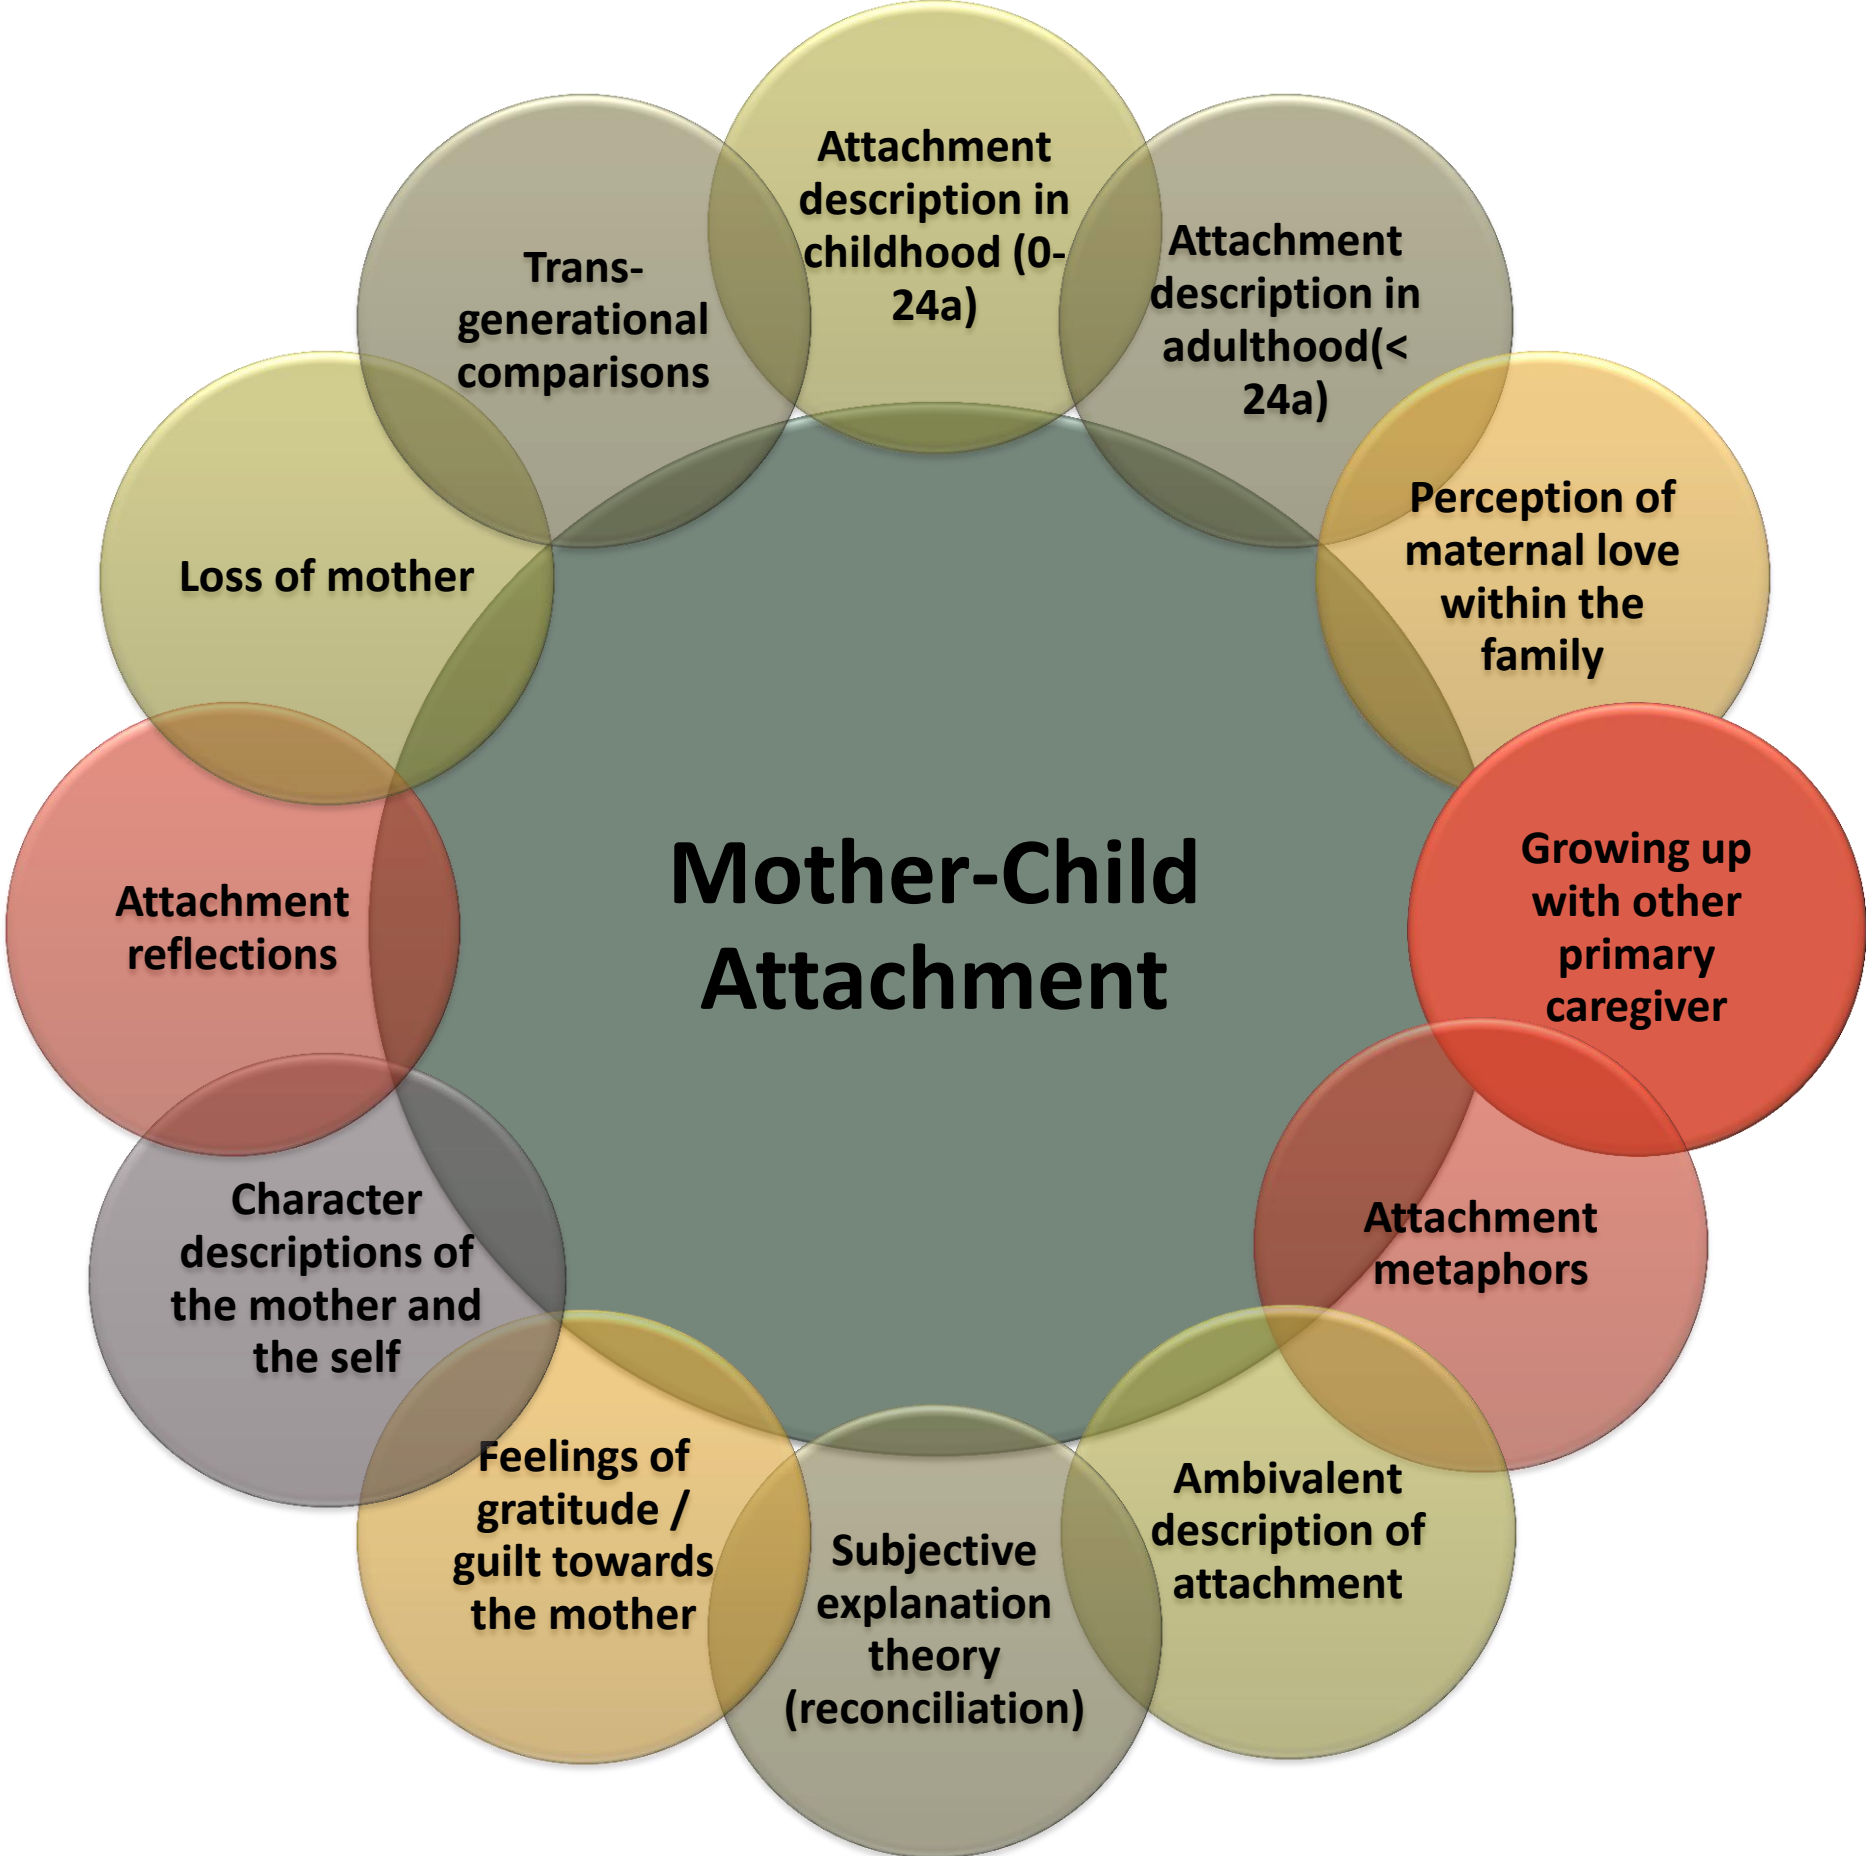 Attachment
description in
childhood (0-
24a)
Attachment
description in
adulthood(<
24a)
Perception of
maternal love
within the
family
Growing up
with other
primary
caregiver
Attachment
metaphors
Ambivalent
description of
attachment
Subjective
explanation
theory
(reconciliation)
Feelings of
gratitude /
guilt towards
the mother
Character
descriptions of
the mother and
the self
Attachment
reflections
Loss of mother
Trans-
generational
comparisons
Mother-Child
Attachment